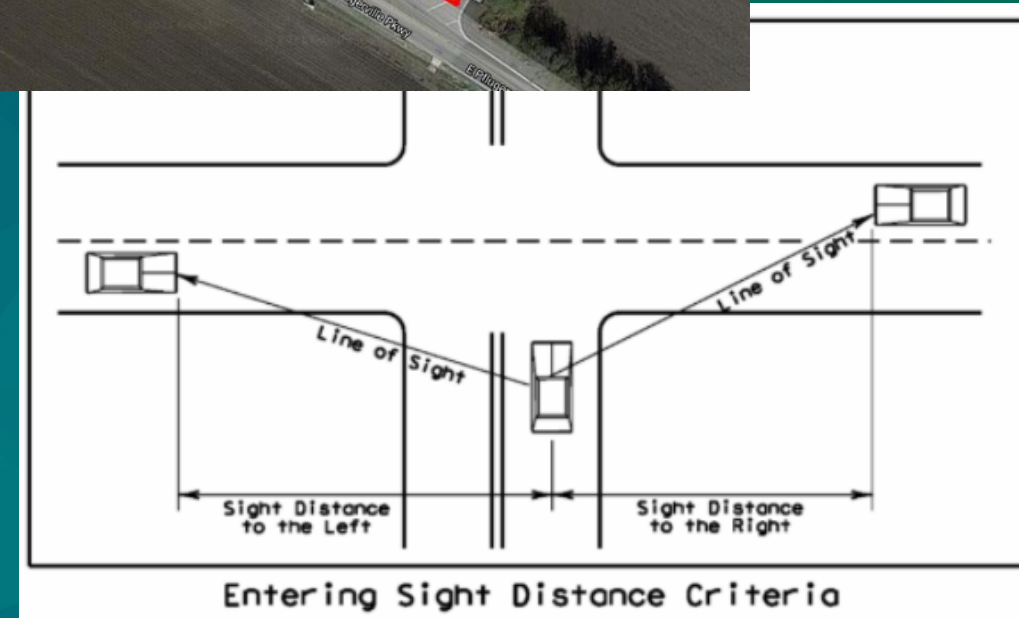 Pkwy
E
Line of Sight
Line of Sight
Sight Distance
to the Left
Sight Distance
to the Right
Entering Sight Distance Criteria